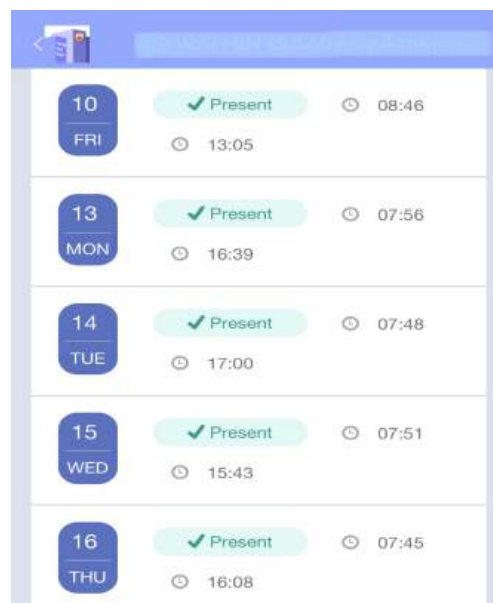 10
FRI
✔ Present 08:46
13:05
13
MON
✔ Present 07:56
16:39
14
TUE
✔ Present 07:48
17:00
15
WED
✔ Present 07:51
15:43
16
THU
✔ Present 07:45
16:08